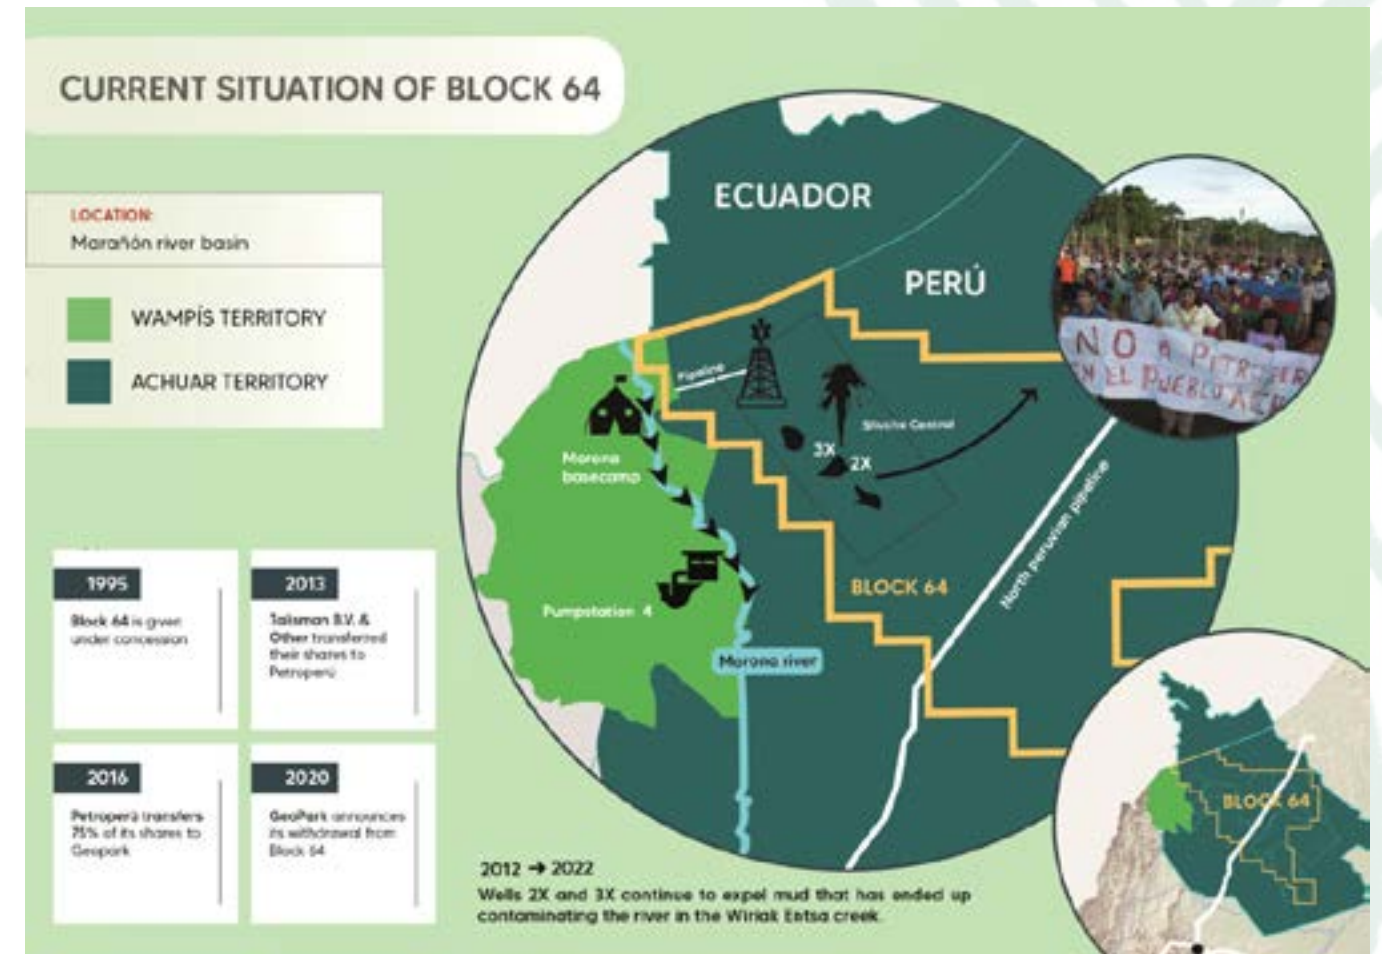 CURRENT SITUATION OF BLOCK 64
LOCATION:
Marañón river basin
WAMPÍS TERRITORY
ACHUAR TERRITORY
1995
Block 64 is given
under concession
2013
Talisman B.V. &
Other transferred
their shares to
Petroperú
2016
Petroperú transfers
75% of its shares to
Geopark
2020
GeoPark announces
its withdrawal from
Block 64
ECUADOR
PERÚ
Pipeline
Situche Central
3X
2X
Morona
basecamp
Pumpstation 4
Morona river
BLOCK 64
North peruvian pipeline
NO A PETROPER
EN EL PUEBLO ACH
BLOCK 64
2012 → 2022
Wells 2X and 3X continue to expel mud that has ended up
contaminating the river in the Wiriak Entsa creek.